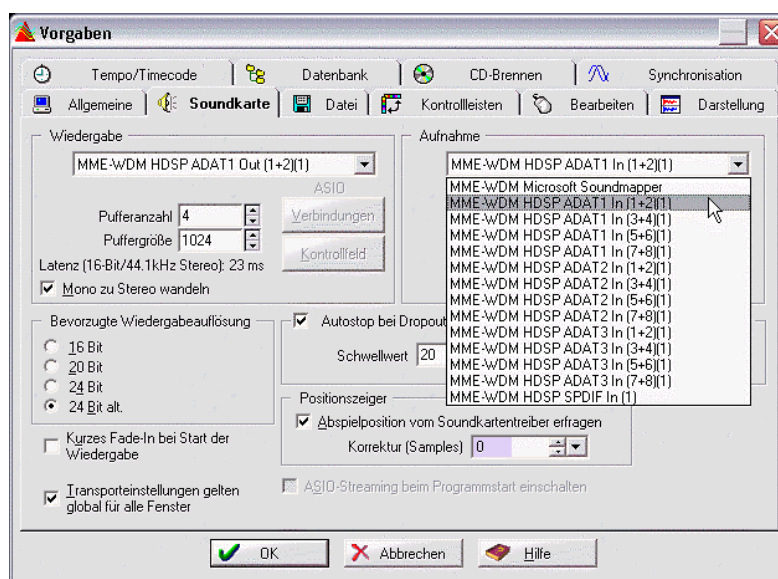 Vorgaben
Tempo/Timecode
Datenbank
CD-Brennen
Synchronisation
Allgemeine
Soundkarte
Datei
Kontrollleisten
Bearbeiten
Darstellung
Wiedergabe
MME-WDM HDSP ADAT1 Out (1+2)(1)
ASIO
Pufferanzahl 4
Verbindungen
Puffergröße 1024
Kontrollfeld
Latenz (16-Bit/44.1kHz Stereo): 23 ms
Mono zu Stereo wandeln
Aufnahme
MME-WDM HDSP ADAT1 In (1+2)(1)
MME-WDM Microsoft Soundmapper
MME-WDM HDSP ADAT1 In (1+2)(1)
MME-WDM HDSP ADAT1 In (3+4)(1)
MME-WDM HDSP ADAT1 In (5+6)(1)
MME-WDM HDSP ADAT1 In (7+8)(1)
MME-WDM HDSP ADAT2 In (1+2)(1)
MME-WDM HDSP ADAT2 In (3+4)(1)
MME-WDM HDSP ADAT2 In (5+6)(1)
MME-WDM HDSP ADAT2 In (7+8)(1)
MME-WDM HDSP ADAT3 In (1+2)(1)
MME-WDM HDSP ADAT3 In (3+4)(1)
MME-WDM HDSP ADAT3 In (5+6)(1)
MME-WDM HDSP ADAT3 In (7+8)(1)
MME-WDM HDSP SPDIF In (1)
Bevorzugte Wiedergabeauflösung
16 Bit
20 Bit
24 Bit
24 Bit alt.
Autostop bei Dropout
Schwellwert 20
Positionszeiger
Abspielposition vom Soundkartentreiber erfragen
Korrektur (Samples) 0
Kurzes Fade-In bei Start der
Wiedergabe
Transporteinstellungen gelten
global für alle Fenster
ASIO-Streaming beim Programmstart einschalten
OK
Abbrechen
Hilfe